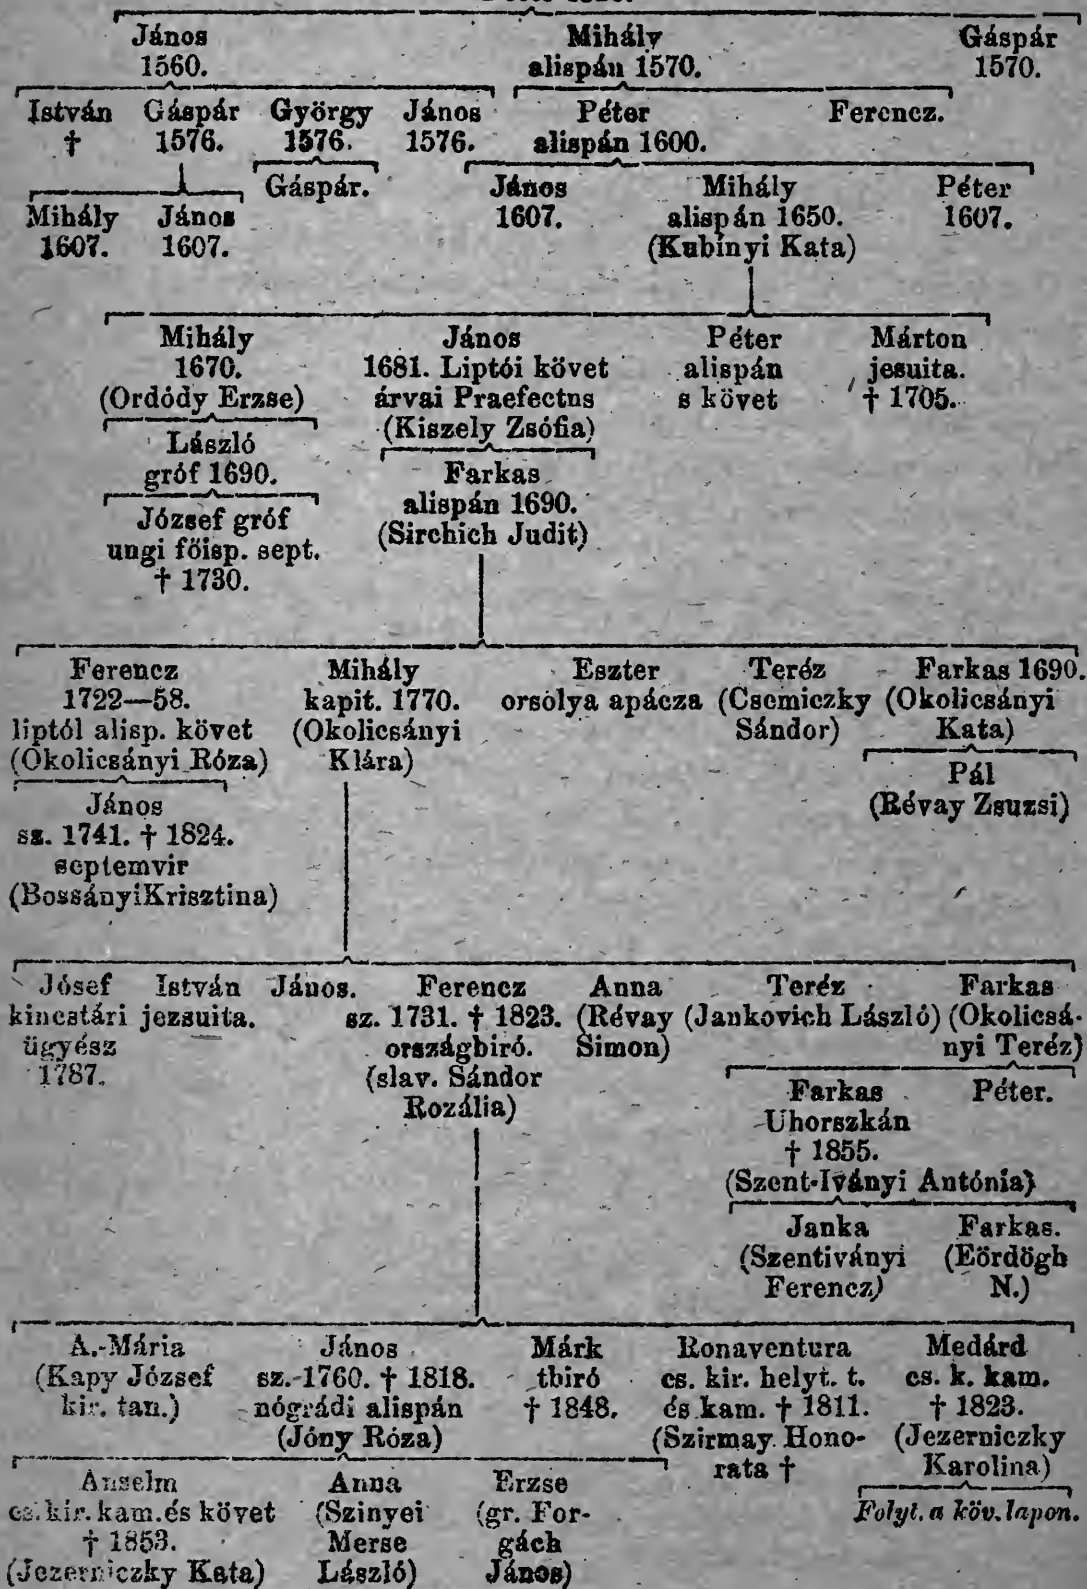 János Mihály Gáspár
1560. alispán 1570. 1570.
István Gáspár György János Péter Ferencz.
† 1576. 1576. 1576. alispán 1600.
Gáspár. János Mihály Péter
Mihály János 1607. alispán 1650. 1607.
1607. 1607. (Kubinyi Kata)
Mihály János Péter Márton
1670. 1681. Liptói követ alispán jesuita.
(Ordódy Erzse) árvai Praefectus s követ † 1705.
(Kiszely Zsófia)
László
gróf 1690. Farkas
alispán 1690.
József gróf (Sirchich Judit)
ungi főisp. sept.
† 1730.
Ferencz Mihály Eszter Teréz Farkas 1690.
1722—58. kapit. 1770. orsolya apácza (Csemiczky (Okolicsányi
liptól alisp. követ (Okolicsányi Sándor) Kata)
(Okolicsányi Róza) Klára)
Pál
János (Révay Zsuzsi)
sz. 1741. † 1824.
septemvir
(BossányiKrisztina)
Jósef István János. Ferencz Anna Teréz Farkas
kincstári jezsuita. sz. 1731. † 1823. (Révay (Jankovich László) (Okolicsá-
ügyész országbiró. Simon) nyi Teréz)
1787. (slav. Sándor
Rozália) Farkas Péter.
Uhorszkán
† 1855.
(Szent-Iványi Antónia)
Janka Farkas.
(Szentiványi (Eördögh
Ferencz) N.)
A.-Mária János Márk Bonaventura Medárd
(Kapy József sz. 1760. † 1818. tbiró cs. kir. helyt. t. cs. k. kam.
kir. tan.) nógrádi alispán † 1848. és kam. † 1811. † 1823.
(Jóny Róza) (Szirmay Hono- (Jezerniczky
rata † Karolina)
Anselm Anna Erzse
cs. kir. kam. és követ (Szinyei (gr. For- Folyt. a köv. lapon.
† 1853. Merse gách
(Jezerniczky Kata) László) János)